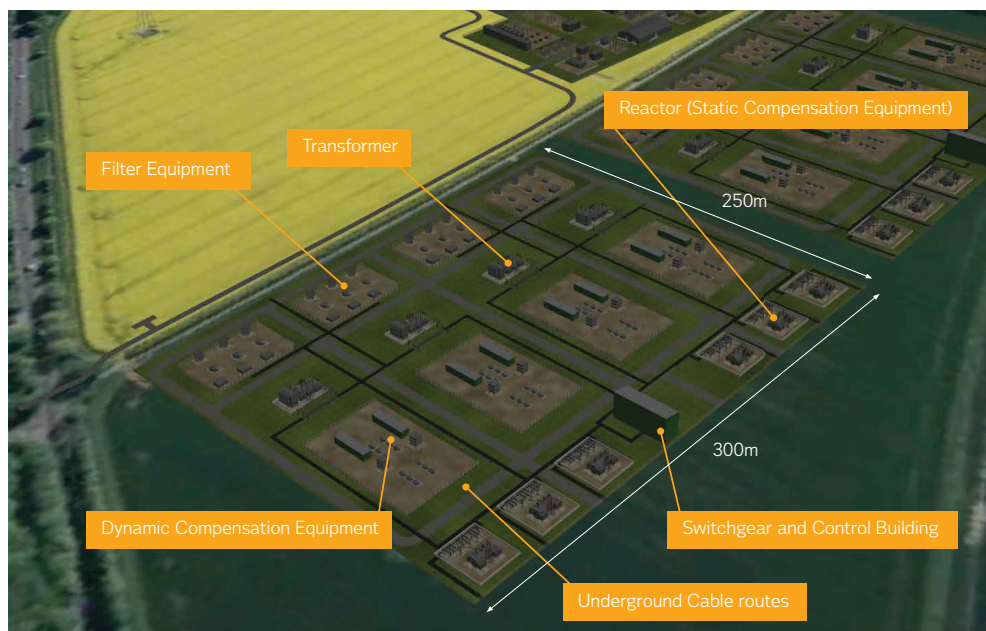 Reactor (Static Compensation Equipment)
Transformer
Filter Equipment
250m
300m
Dynamic Compensation Equipment
Switchgear and Control Building
Underground Cable routes